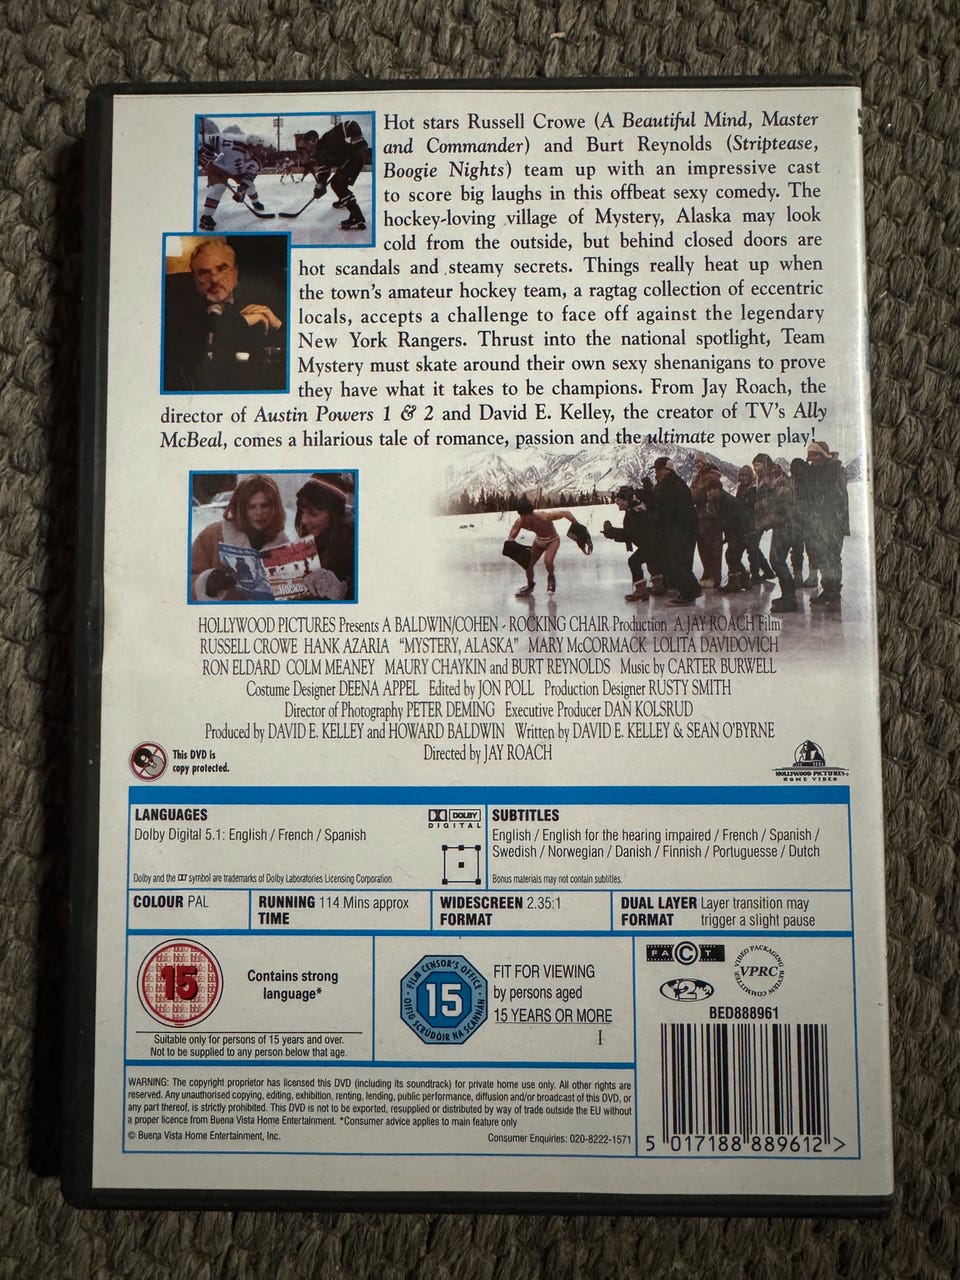 Hot stars Russell Crowe (A Beautiful Mind, Master
and Commander) and Burt Reynolds (Striptease,
Boogie Nights) team up with an impressive cast
to score big laughs in this offbeat sexy comedy. The
hockey-loving village of Mystery, Alaska may look
cold from the outside, but behind closed doors are
hot scandals and steamy secrets. Things really heat up when
the town's amateur hockey team, a ragtag collection of eccentric
locals, accepts a challenge to face off against the legendary
New York Rangers. Thrust into the national spotlight, Team
Mystery must skate around their own sexy shenanigans to prove
they have what it takes to be champions. From Jay Roach, the
director of Austin Powers 1 & 2 and David E. Kelley, the creator of TV's Ally
McBeal, comes a hilarious tale of romance, passion and the ultimate power play!
Hockey
HOLLYWOOD PICTURES Presents A BALDWIN/COHEN - ROCKING CHAIR Production A JAY ROACH Film
RUSSELL CROWE HANK AZARIA "MYSTERY, ALASKA" MARY McCORMACK LOLITA DAVIDOVICH
RON ELDARD COLM MEANEY MAURY CHAYKIN and BURT REYNOLDS Music by CARTER BURWELL
Costume Designer DEENA APPEL Edited by JON POLL Production Designer RUSTY SMITH
Director of Photography PETER DEMING Executive Producer DAN KOLSRUD
Produced by DAVID E. KELLEY and HOWARD BALDWIN Written by DAVID E. KELLEY & SEAN O'BYRNE
Directed by JAY ROACH
This DVD is
copy protected.
HOLLYWOOD PICTURES
HOME VIDEO
LANGUAGES
Dolby Digital 5.1: English / French / Spanish
DOLBY
DIGITAL
Dolby and the DD symbol are trademarks of Dolby Laboratories Licensing Corporation.
SUBTITLES
English / English for the hearing impaired / French / Spanish /
Swedish / Norwegian / Danish / Finnish / Portuguesse / Dutch
Bonus materials may not contain subtitles.
COLOUR PAL
RUNNING 114 Mins approx
TIME
WIDESCREEN 2.35:1
FORMAT
DUAL LAYER Layer transition may
FORMAT trigger a slight pause
15
Contains strong
language*
Suitable only for persons of 15 years and over.
Not to be supplied to any person below that age.
FILM CENSOR'S OFFICE
15
OIFIG SCRÚDÓIR NA SCANNÁN
FIT FOR VIEWING
by persons aged
15 YEARS OR MORE
I
FACT
VIDEO PACKAGING
VPRC
REVIEW COMMITTEE
2
BED888961
5 017188 889612 >
WARNING: The copyright proprietor has licensed this DVD (including its soundtrack) for private home use only. All other rights are
reserved. Any unauthorised copying, editing, exhibition, renting, lending, public performance, diffusion and/or broadcast of this DVD, or
any part thereof, is strictly prohibited. This DVD is not to be exported, resupplied or distributed by way of trade outside the EU without
a proper licence from Buena Vista Home Entertainment. *Consumer advice applies to main feature only
© Buena Vista Home Entertainment, Inc.
Consumer Enquiries: 020-8222-1571